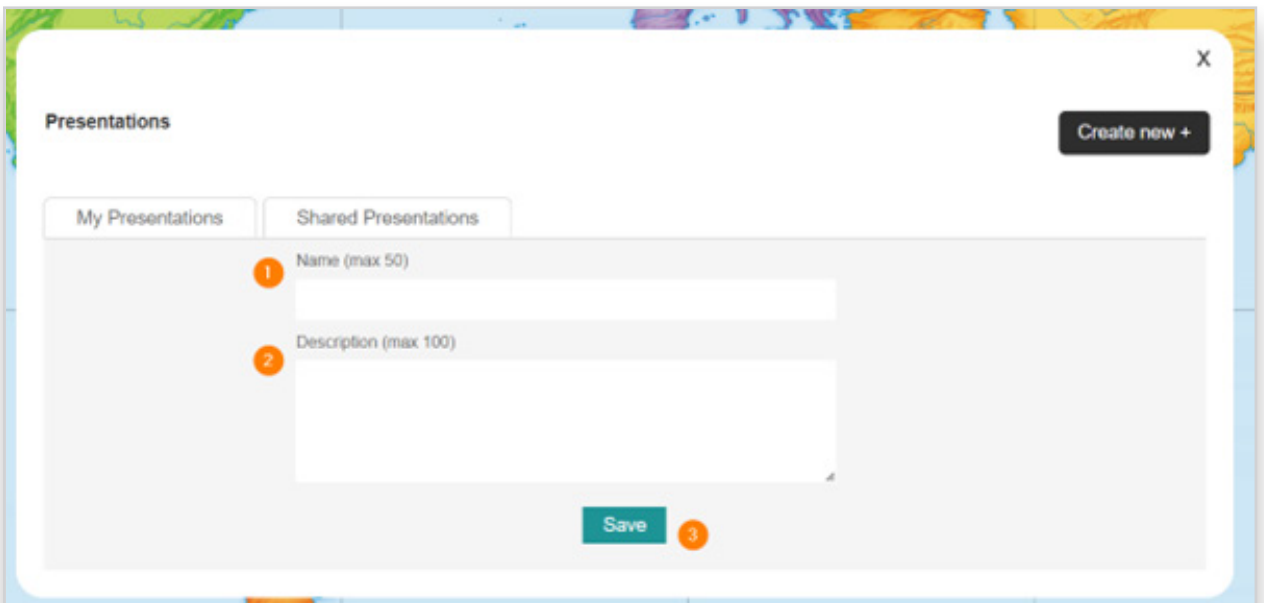 X
Presentations
Create new +
My Presentations
Shared Presentations
1
Name (max 50)
2
Description (max 100)
Save
3